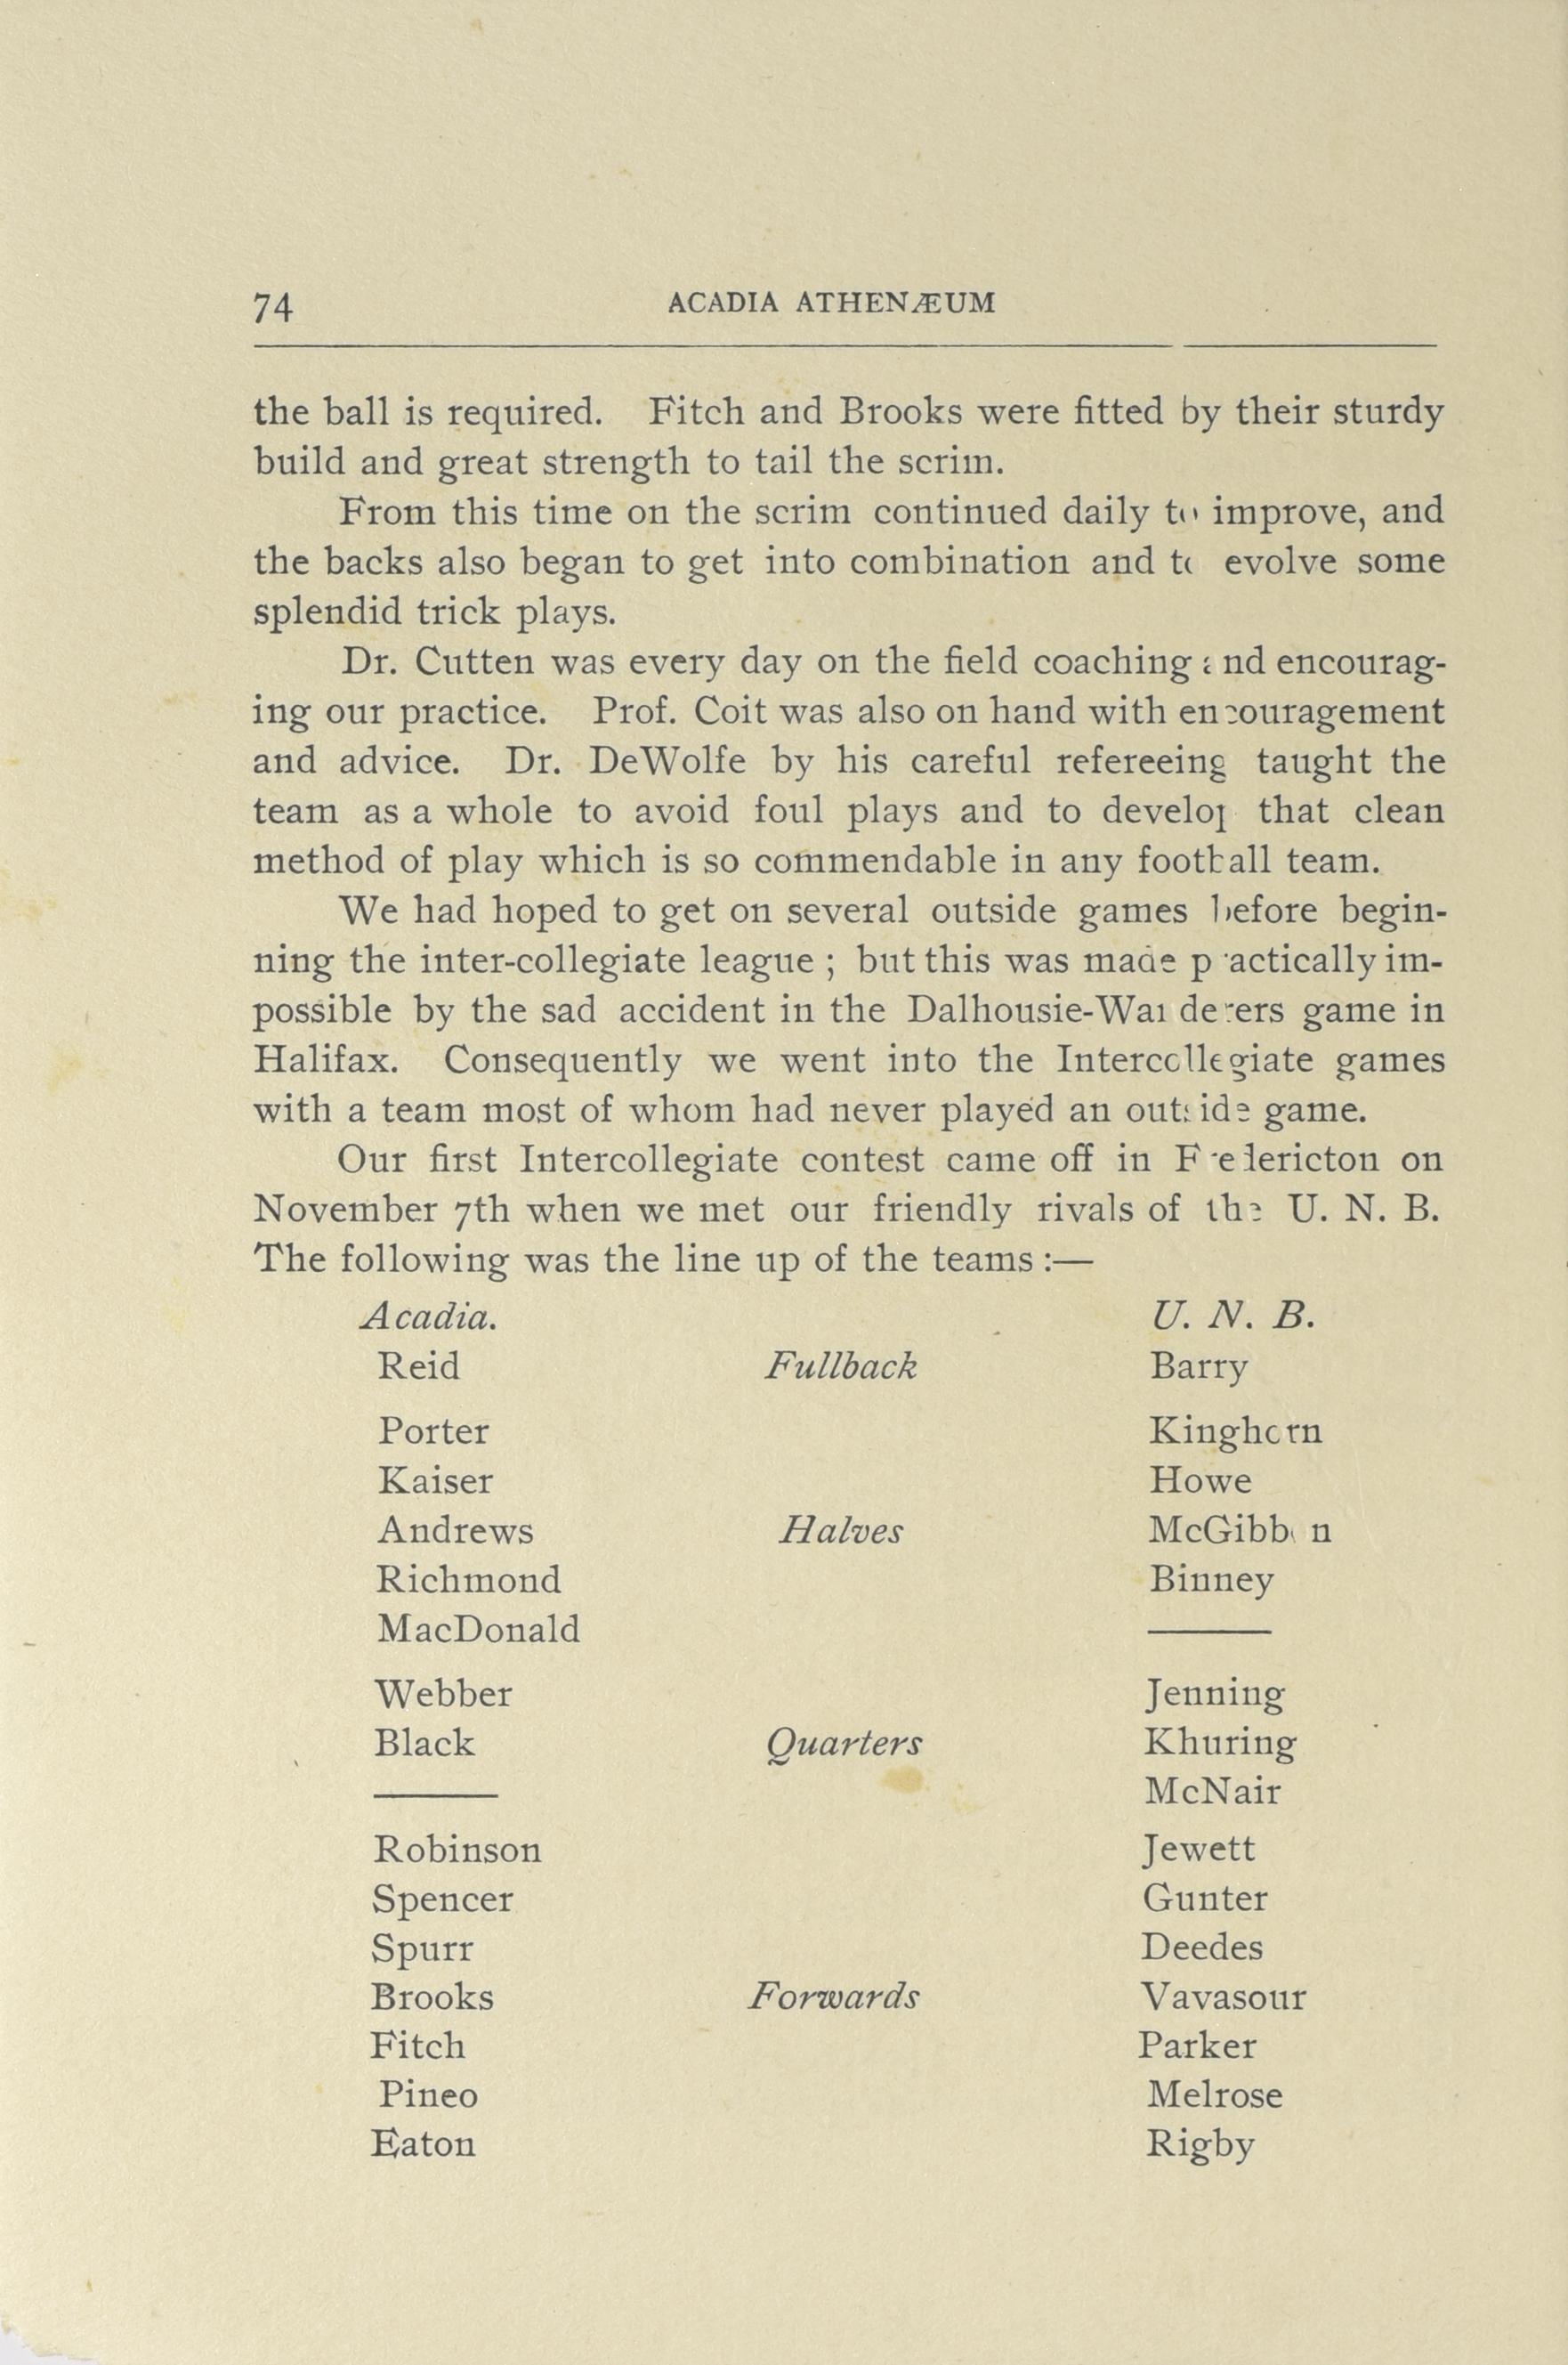 74 ACADIA ATHENÆUM
the ball is required. Fitch and Brooks were fitted by their sturdy
build and great strength to tail the scrim.
From this time on the scrim continued daily to improve, and
the backs also began to get into combination and to evolve some
splendid trick plays.
Dr. Cutten was every day on the field coaching and encourag-
ing our practice. Prof. Coit was also on hand with encouragement
and advice. Dr. DeWolfe by his careful refereeing taught the
team as a whole to avoid foul plays and to develop that clean
method of play which is so commendable in any football team.
We had hoped to get on several outside games before begin-
ning the inter-collegiate league ; but this was made practically im-
possible by the sad accident in the Dalhousie-Wanderers game in
Halifax. Consequently we went into the Intercollegiate games
with a team most of whom had never played an outside game.
Our first Intercollegiate contest came off in Fredericton on
November 7th when we met our friendly rivals of the U. N. B.
The following was the line up of the teams :—
Acadia. U. N. B.
Reid Fullback Barry
Porter Kinghorn
Kaiser Howe
Andrews Halves McGibbon
Richmond Binney
MacDonald ———
Webber Jenning
Black Quarters Khuring
——— McNair
Robinson Jewett
Spencer Gunter
Spurr Deedes
Brooks Forwards Vavasour
Fitch Parker
Pineo Melrose
Eaton Rigby